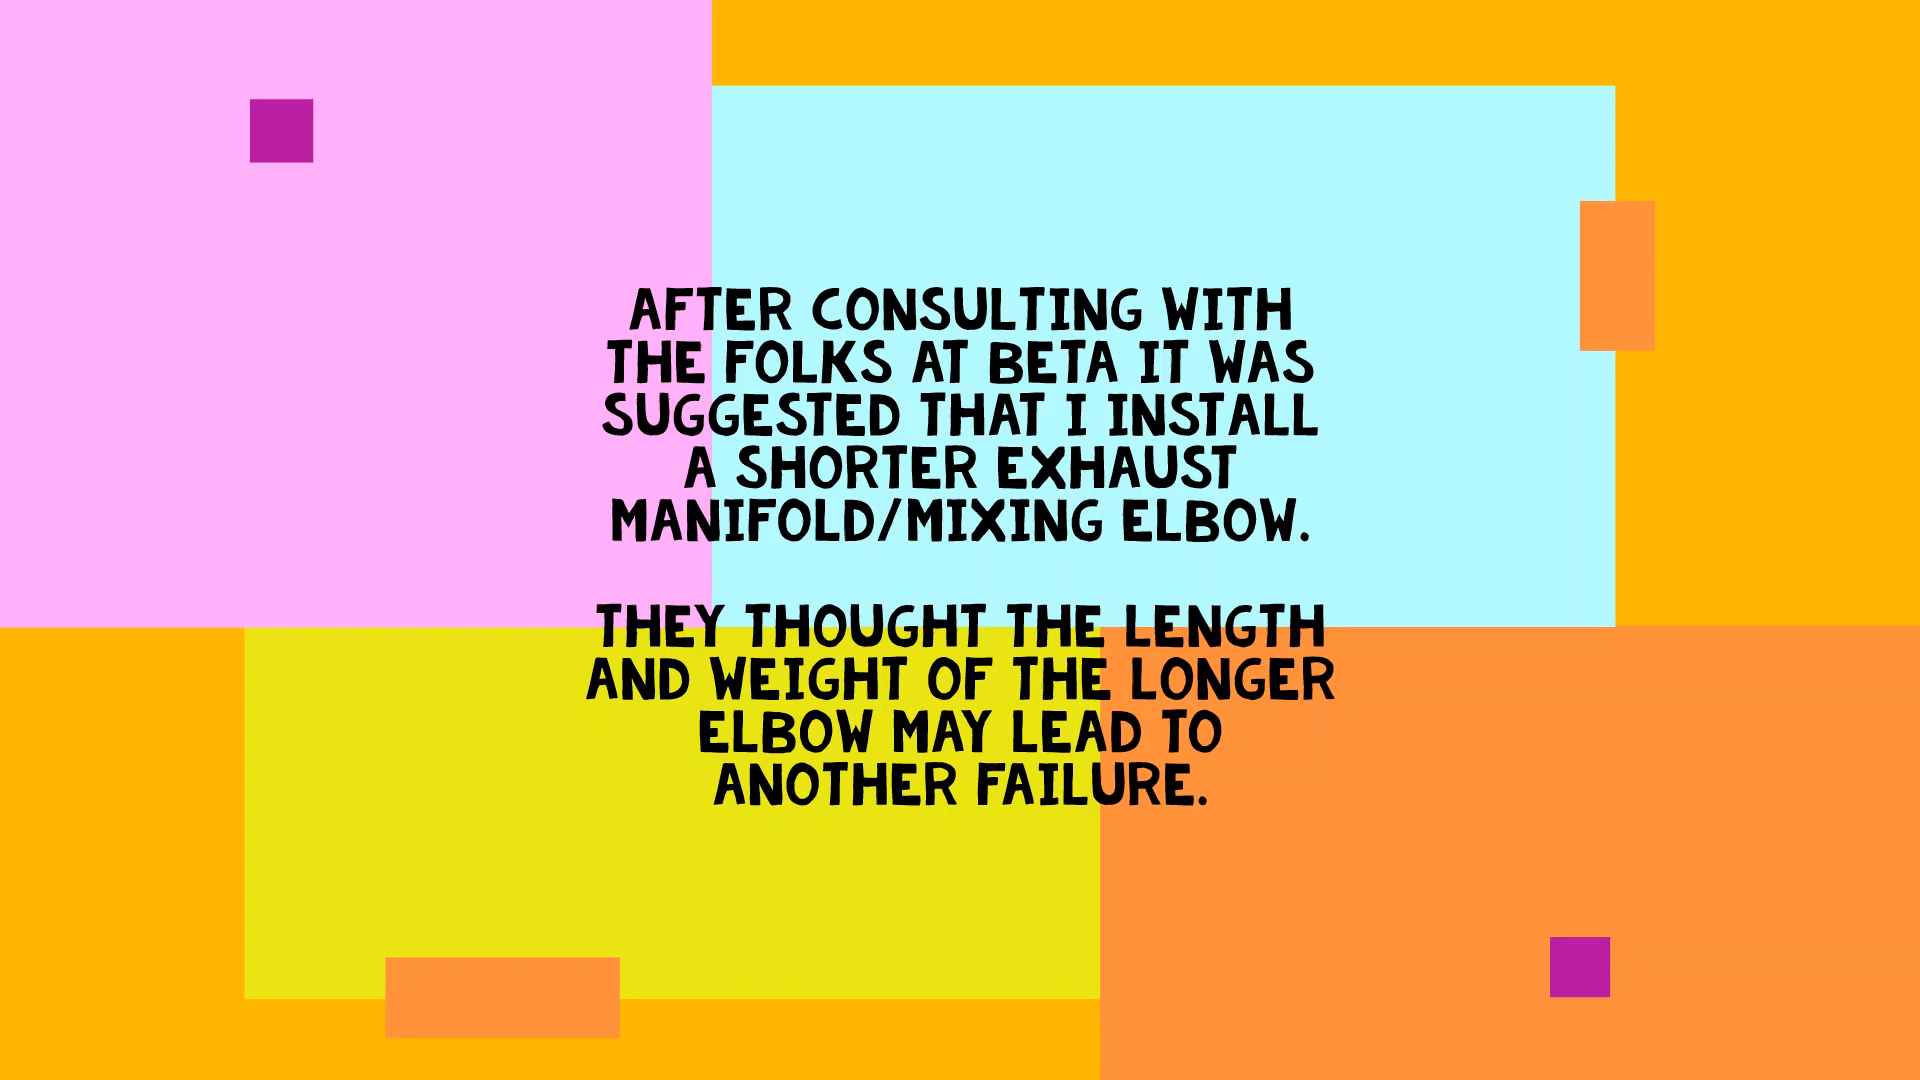 AFTER CONSULTING WITH
THE FOLKS AT BETA IT WAS
SUGGESTED THAT I INSTALL
A SHORTER EXHAUST
MANIFOLD/MIXING ELBOW.
THEY THOUGHT THE LENGTH
AND WEIGHT OF THE LONGER
ELBOW MAY LEAD TO
ANOTHER FAILURE.